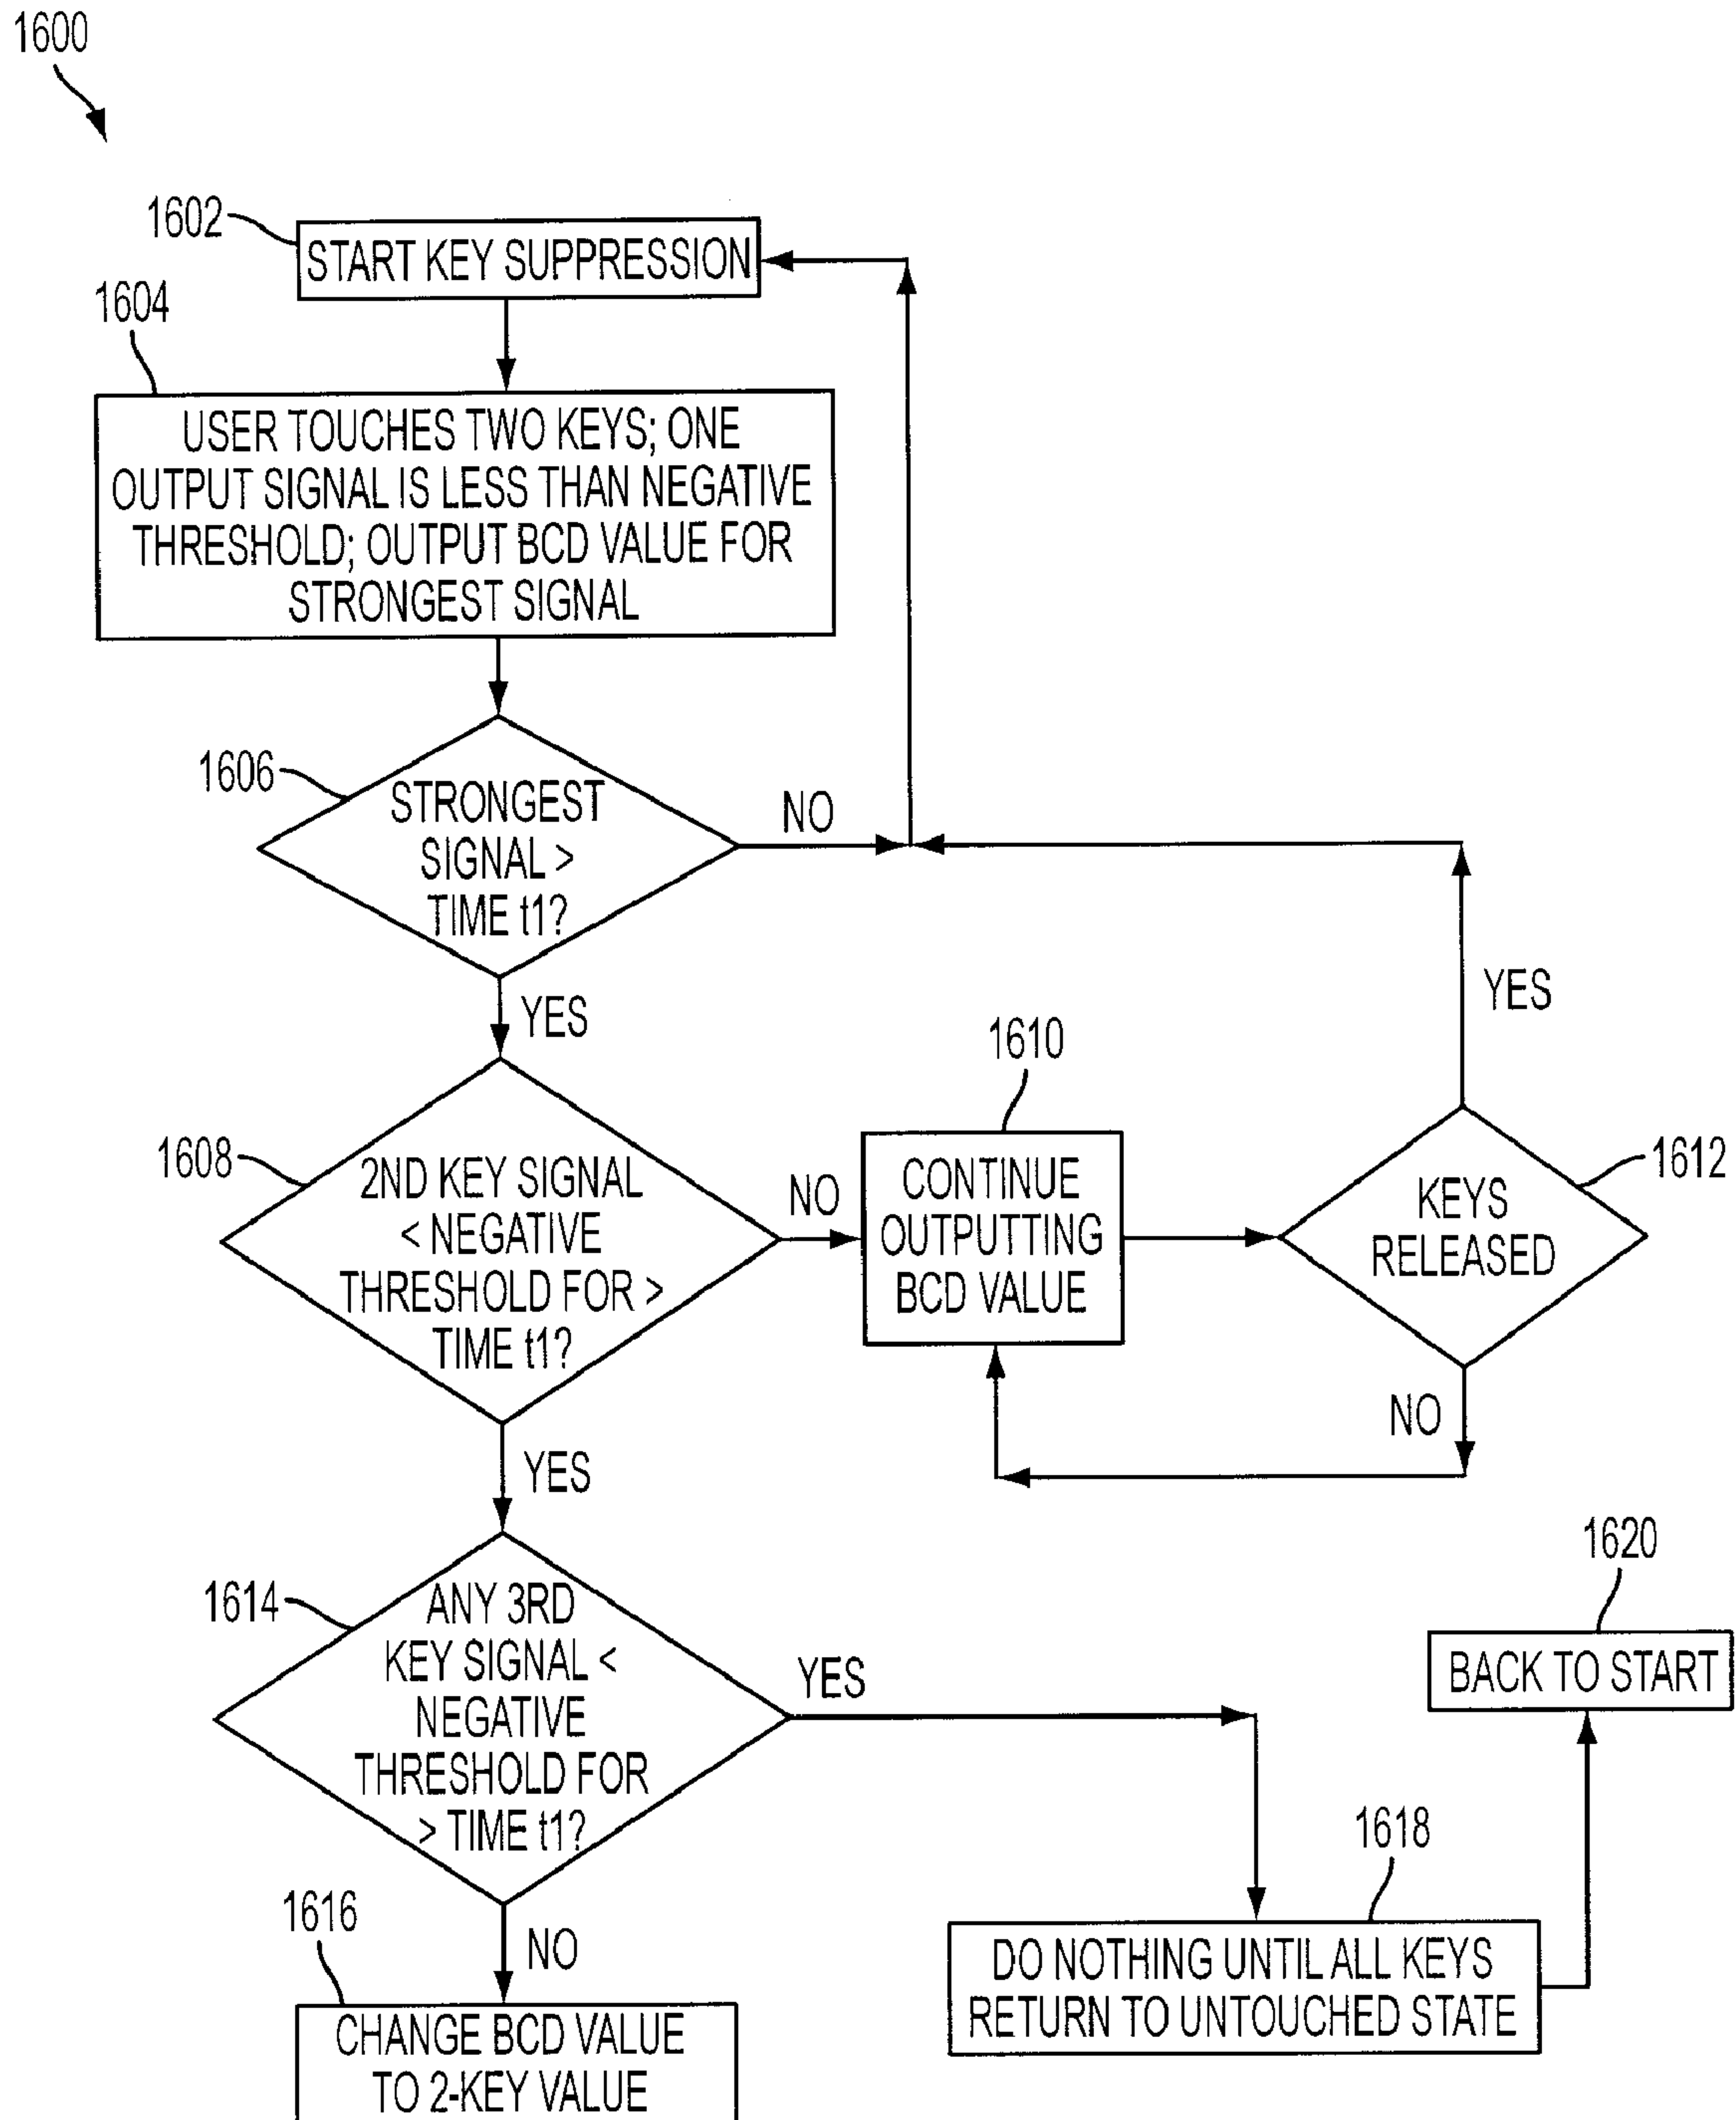 1600
1602
START KEY SUPPRESSION
1604
USER TOUCHES TWO KEYS; ONE
OUTPUT SIGNAL IS LESS THAN NEGATIVE
THRESHOLD; OUTPUT BCD VALUE FOR
STRONGEST SIGNAL
1606
STRONGEST
SIGNAL >
TIME t1?
NO
YES
YES
1608
2ND KEY SIGNAL
< NEGATIVE
THRESHOLD FOR >
TIME t1?
NO
1610
CONTINUE
OUTPUTTING
BCD VALUE
1612
KEYS
RELEASED
NO
YES
1614
ANY 3RD
KEY SIGNAL <
NEGATIVE
THRESHOLD FOR
> TIME t1?
YES
1620
BACK TO START
1618
DO NOTHING UNTIL ALL KEYS
RETURN TO UNTOUCHED STATE
NO
1616
CHANGE BCD VALUE
TO 2-KEY VALUE